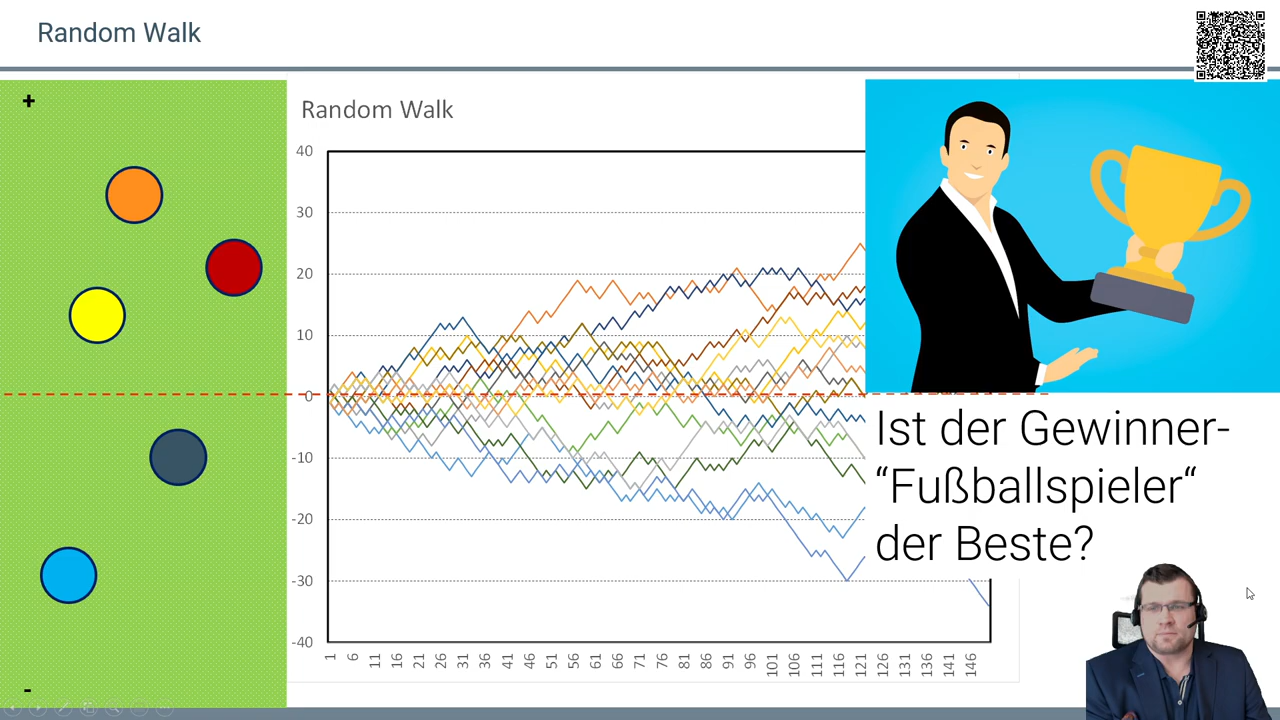 Random Walk
+
-
Random Walk
40
30
20
10
0
-10
-20
-30
-40
1 6 11 16 21 26 31 36 41 46 51 56 61 66 71 76 81 86 91 96 101 106 111 116 121 126 131 136 141 146
Ist der Gewinner-
“Fußballspieler“
der Beste?